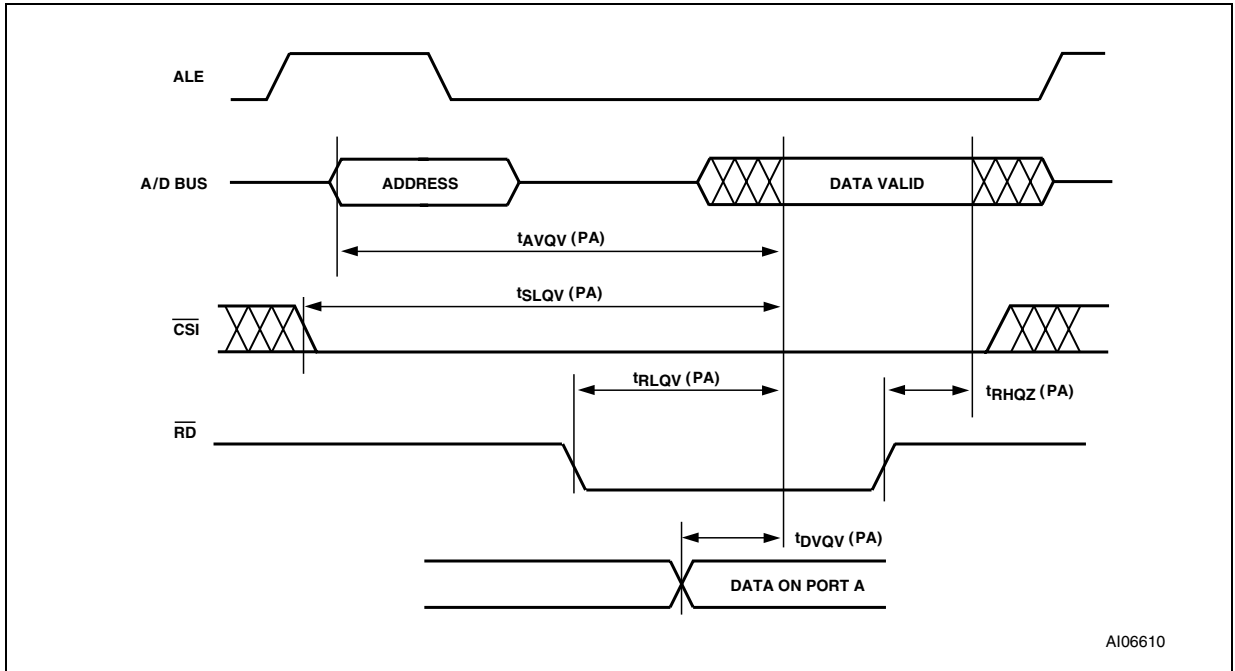 ALE
A/D BUS
ADDRESS
DATA VALID
tAVQV (PA)
tSLQV (PA)
CSI
tRLQV (PA)
tRHQZ (PA)
RD
tDVQV (PA)
DATA ON PORT A
AI06610